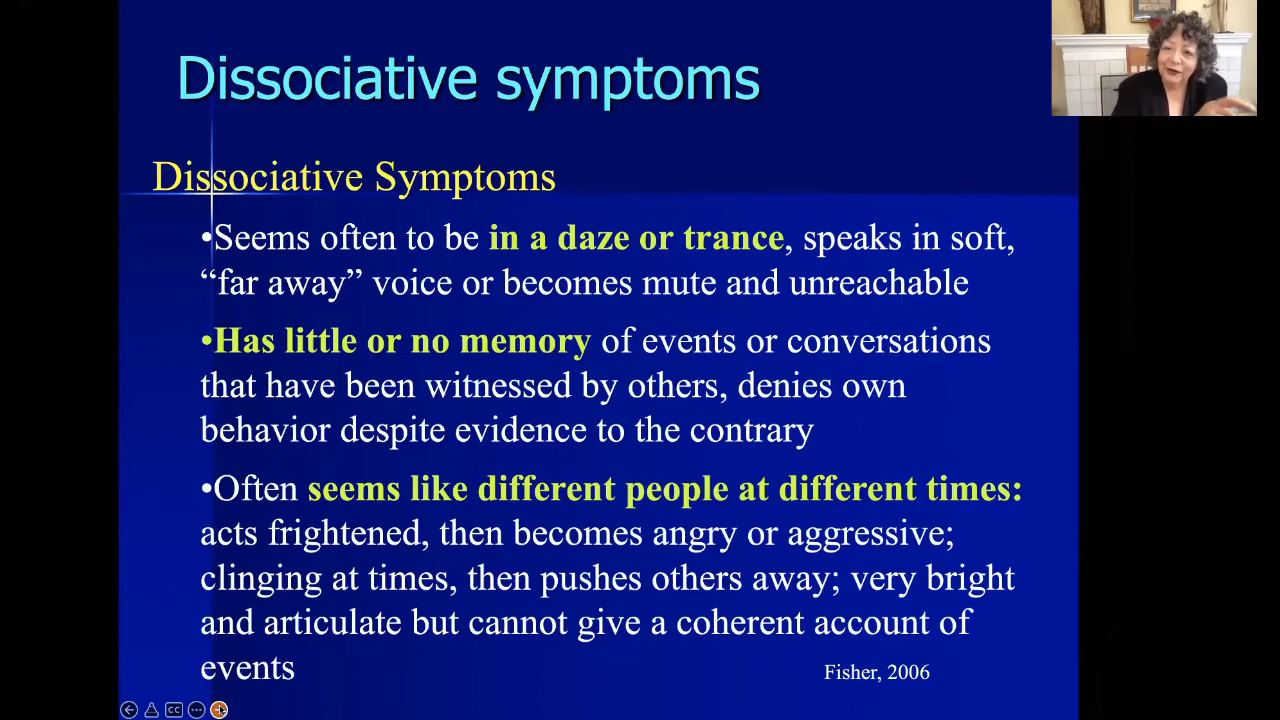 Dissociative symptoms
Dissociative Symptoms
•Seems often to be in a daze or trance, speaks in soft,
“far away” voice or becomes mute and unreachable
•Has little or no memory of events or conversations
that have been witnessed by others, denies own
behavior despite evidence to the contrary
•Often seems like different people at different times:
acts frightened, then becomes angry or aggressive;
clinging at times, then pushes others away; very bright
and articulate but cannot give a coherent account of
events
Fisher, 2006
CC